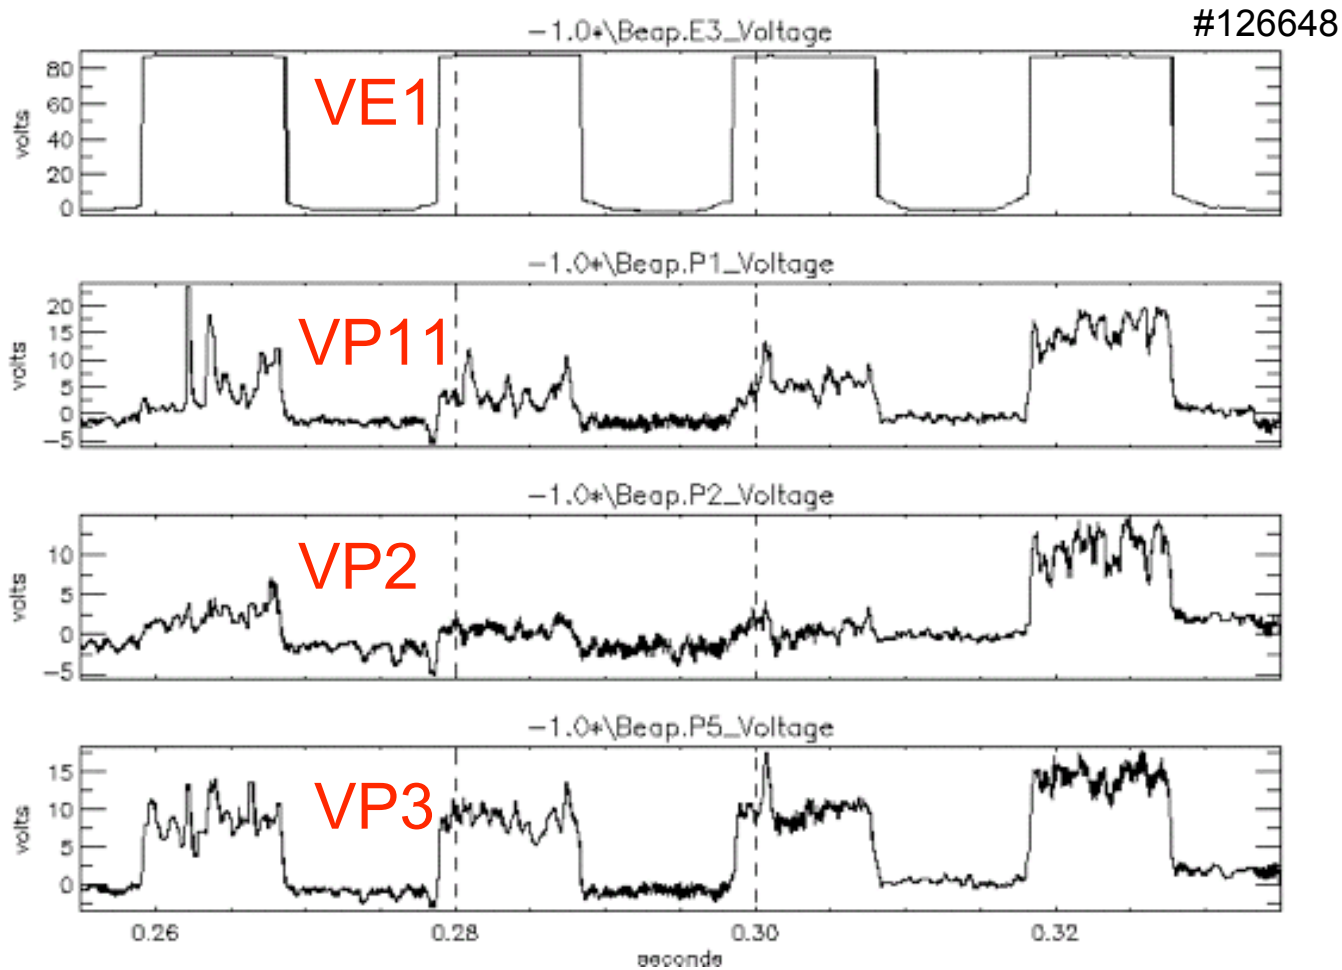 #126648
-1.0*\Beap.E3_Voltage
80
60
40
20
0
volts
VE1
-1.0*\Beap.P1_Voltage
20
15
10
5
0
-5
volts
VP11
-1.0*\Beap.P2_Voltage
10
5
0
-5
volts
VP2
-1.0*\Beap.P5_Voltage
15
10
5
0
volts
VP3
0.26 0.28 0.30 0.32
seconds